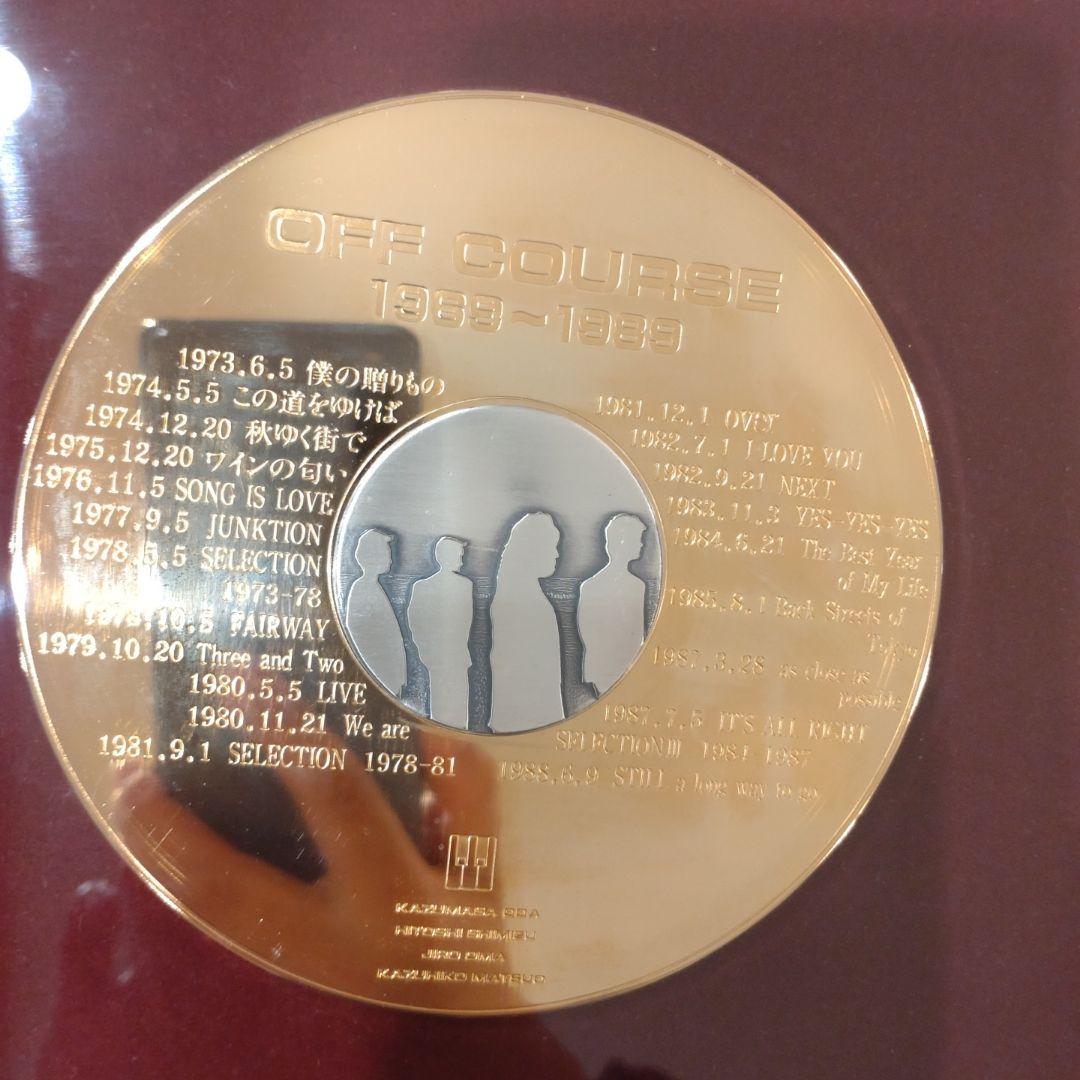 OFF COURSE
1969~1989
1973.6.5 僕の贈りもの
1974.5.5 この道をゆけば
1974.12.20 秋ゆく街で
1975.12.20 ワインの匂い
1976.11.5 SONG IS LOVE
1977.9.5 JUNKTION
1978.5.5 SELECTION
1973-78
1978.10.5 FAIRWAY
1979.10.20 Three and Two
1980.5.5 LIVE
1980.11.21 We are
1981.9.1 SELECTION 1978-81
1981.12.1 over
1982.7.1 I LOVE YOU
1982.9.21 NEXT
1983.11.3 YES-YES-YES
1984.6.21 The Best Year
of My Life
1985.8.1 Back Streets of
Tokyo
1987.3.28 as close as
possible
1987.7.5 IT'S ALL RIGHT
SELECTIONIII 1984-1987
1988.6.9 STILL a long way to go
KAZUMASA ODA
HITOSHI SHIMIZU
JIRO OMA
KAZUHIKO MATSUO